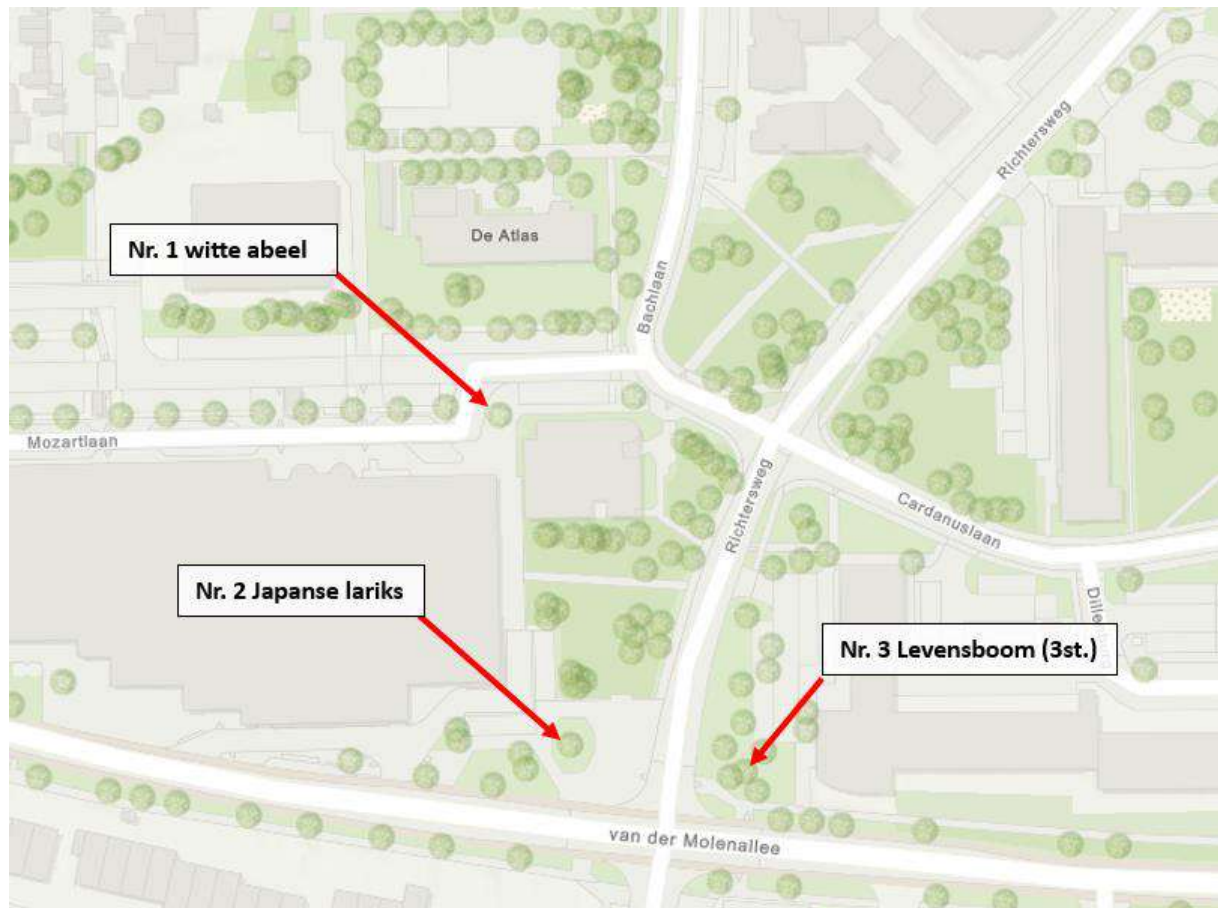 Richtersweg
De Atlas
Nr. 1 witte abeel
Bachlaan
Mozartlaan
Richtersweg
Cardanuslaan
Nr. 2 Japanse lariks
Nr. 3 Levensboom (3st.)
van der Molenallee